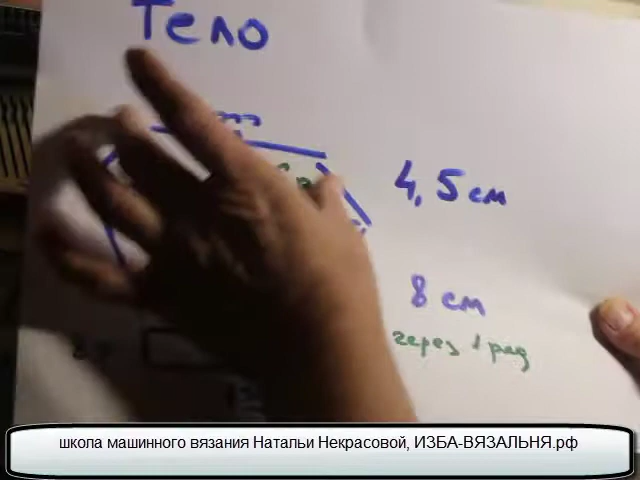 Тело
4,5 см
8 см
через 1 ряд
школа машинного вязания Натальи Некрасовой, ИЗБА-ВЯЗАЛЬНЯ.рф